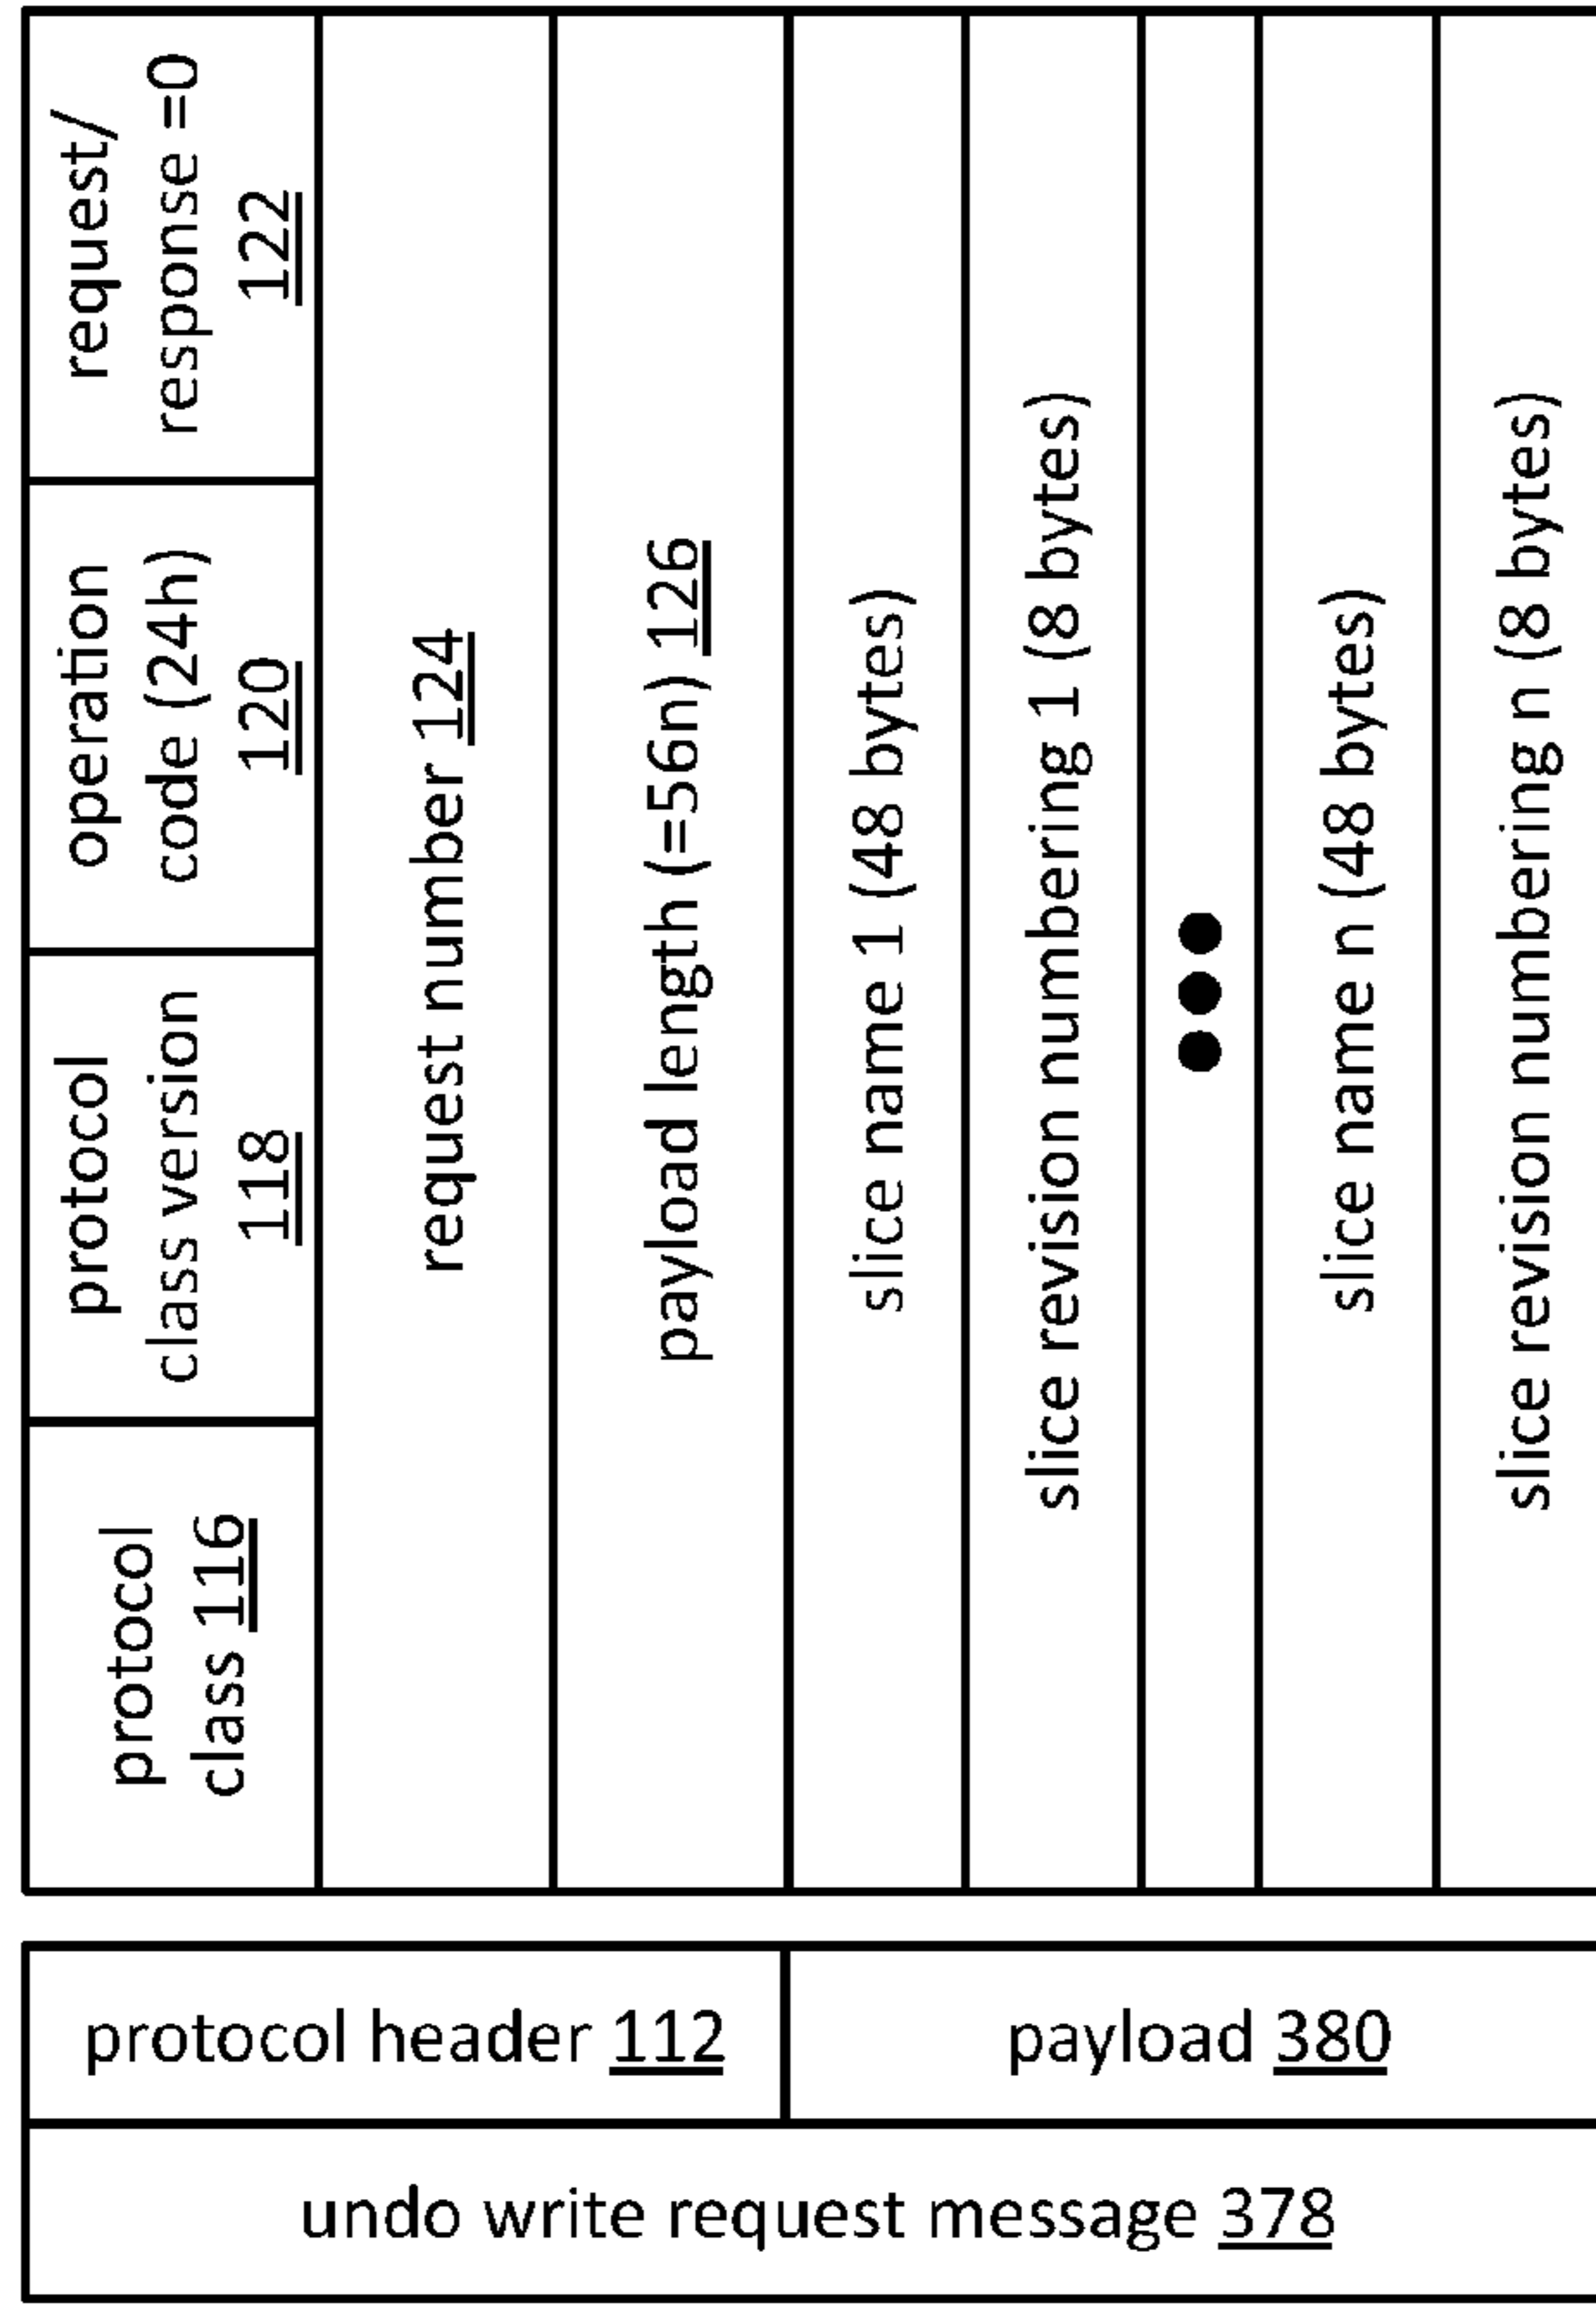 protocol
class 116
protocol
class version
118
operation
code (24h)
120
request/
response =0
122
request number 124
payload length (=56n) 126
slice name 1 (48 bytes)
slice revision numbering 1 (8 bytes)
slice name n (48 bytes)
slice revision numbering n (8 bytes)
protocol header 112
payload 380
undo write request message 378